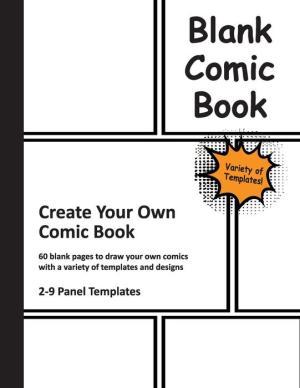 Blank
Comic
Book
Variety of
Templates!
Create Your Own
Comic Book
60 blank pages to draw your own comics
with a variety of templates and designs
2-9 Panel Templates